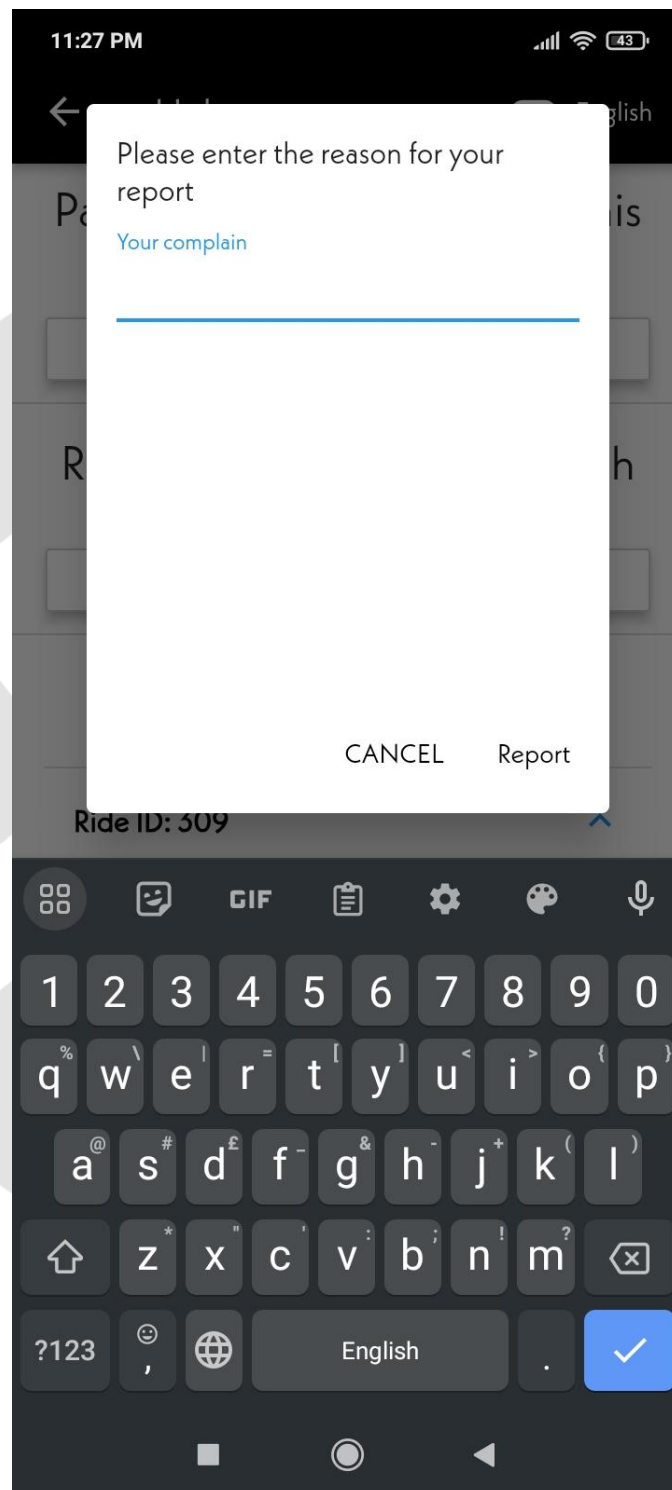 11:27 PM 43
English
Please enter the reason for your
report
Your complain
CANCEL Report
Ride ID: 309
GIF
1 2 3 4 5 6 7 8 9 0
% \ | = [ ] < > { }
q w e r t y u i o p
@ # £ _ & - + ( )
a s d f g h j k l
* " ' : ; ! ?
z x c v b n m
?123 , English .